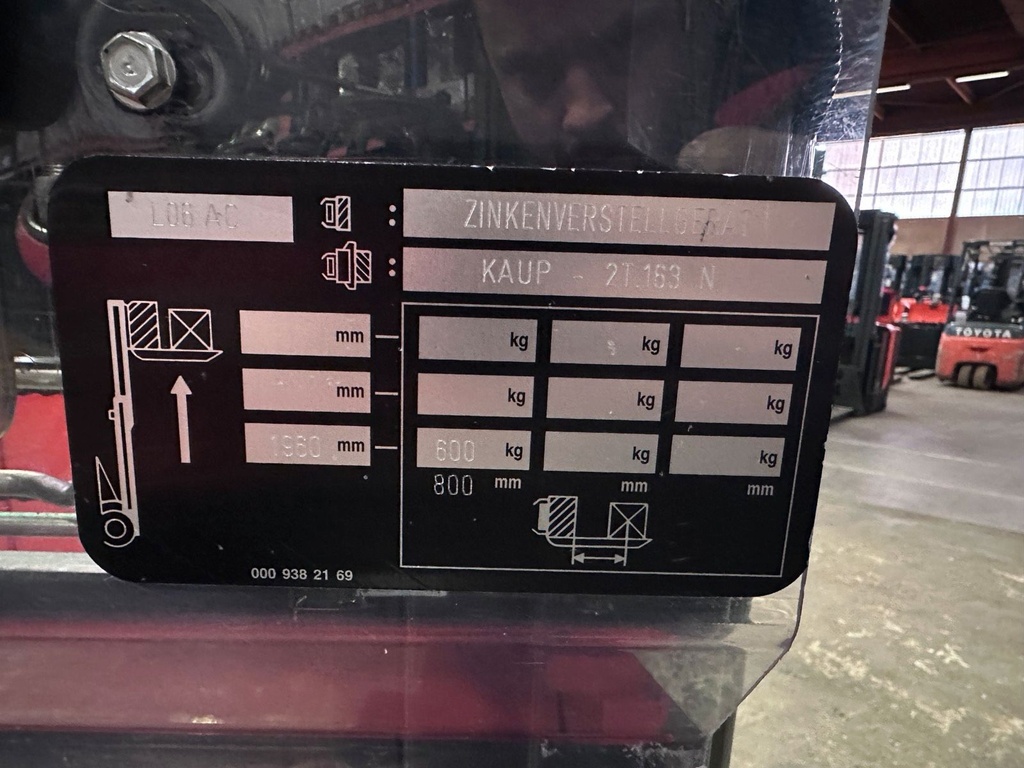 L06 AC : ZINKENVERSTELLGERÄT
: KAUP - 2T.163 N
mm kg kg kg
mm kg kg kg
1980 mm 600 kg kg kg
800 mm mm mm
000 938 21 69
TOYOTA